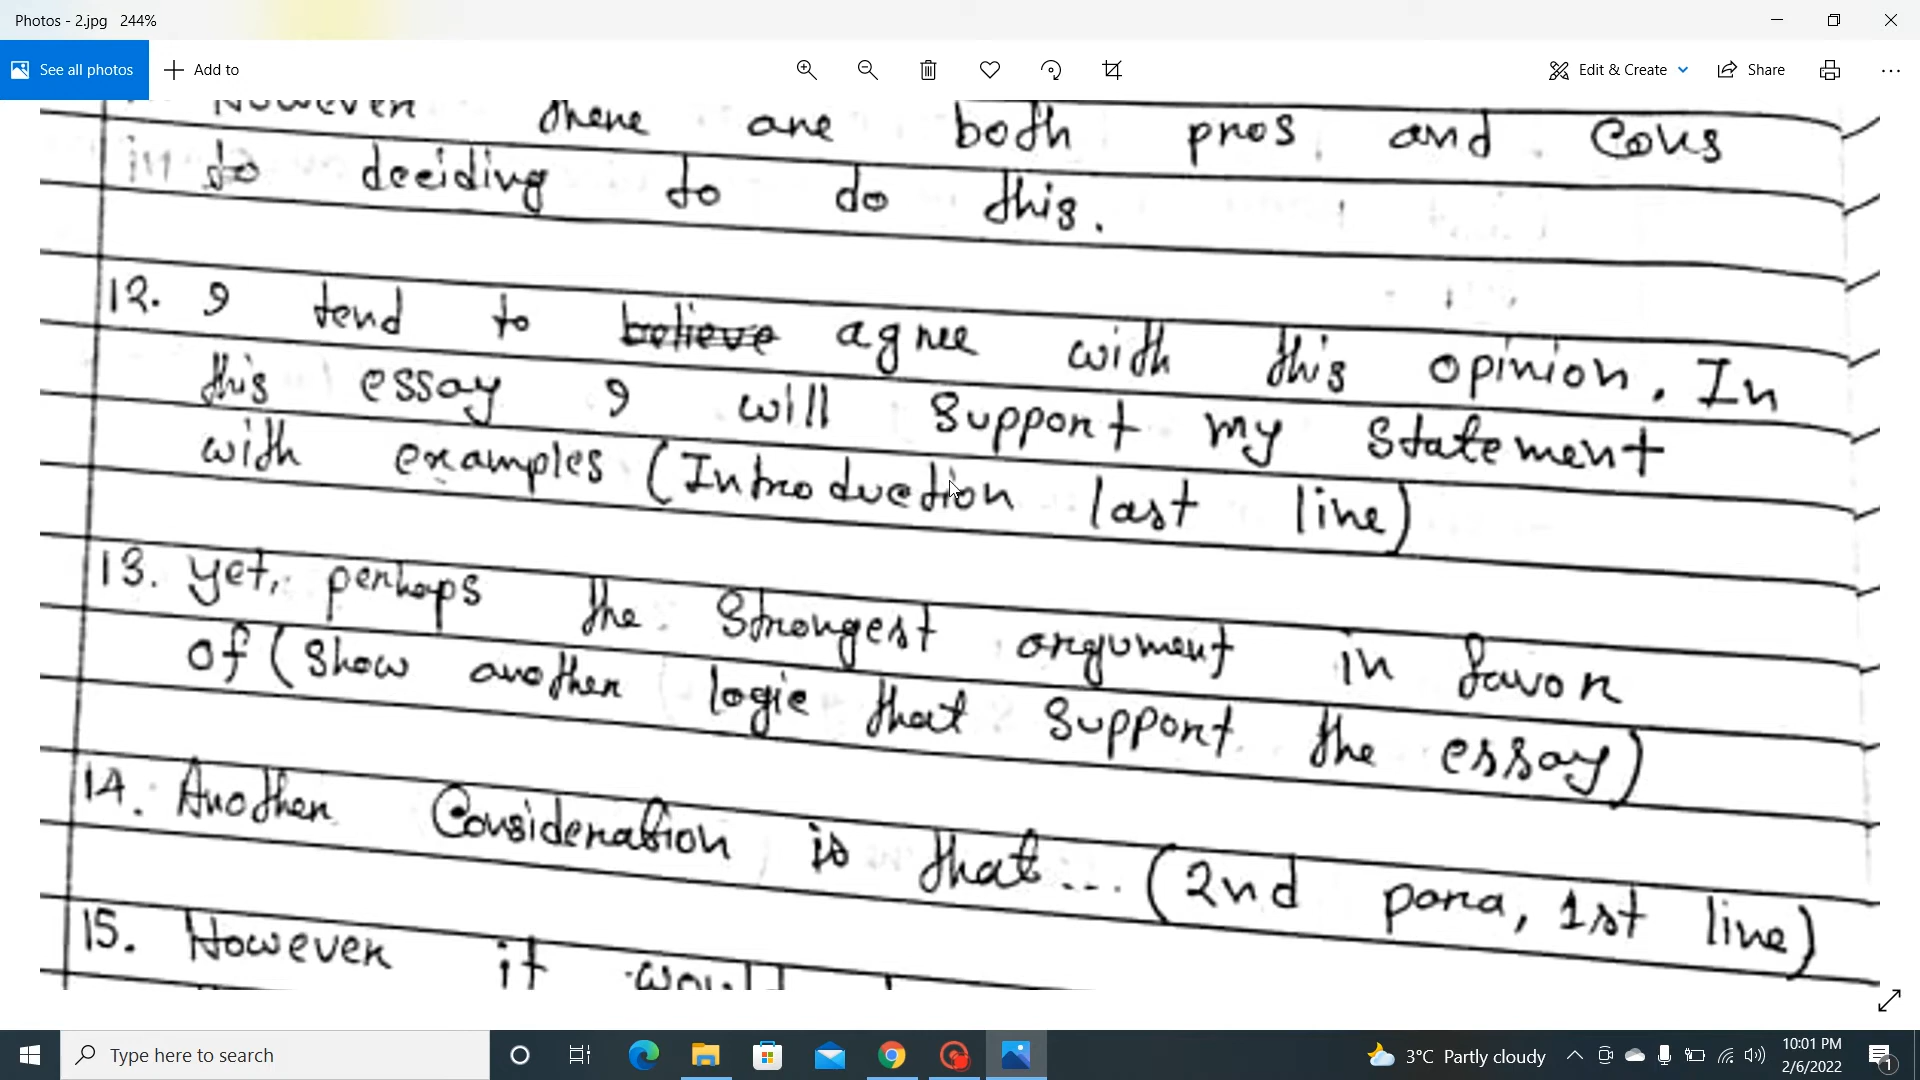 Photos - 2.jpg 244%
See all photos
Add to
Edit & Create
Share
However there are both pros and Cons
in to deciding to do this.
12. I tend to believe agree with this opinion. In
this essay I will support my statement
with examples (Introduction last line)
13. yet, perhaps the strongest argument in favor
of (show another logic that support the essay)
14. Another Consideration is that... (2nd para, 1st line)
15. However it would
Type here to search
3°C Partly cloudy
10:01 PM
2/6/2022
1